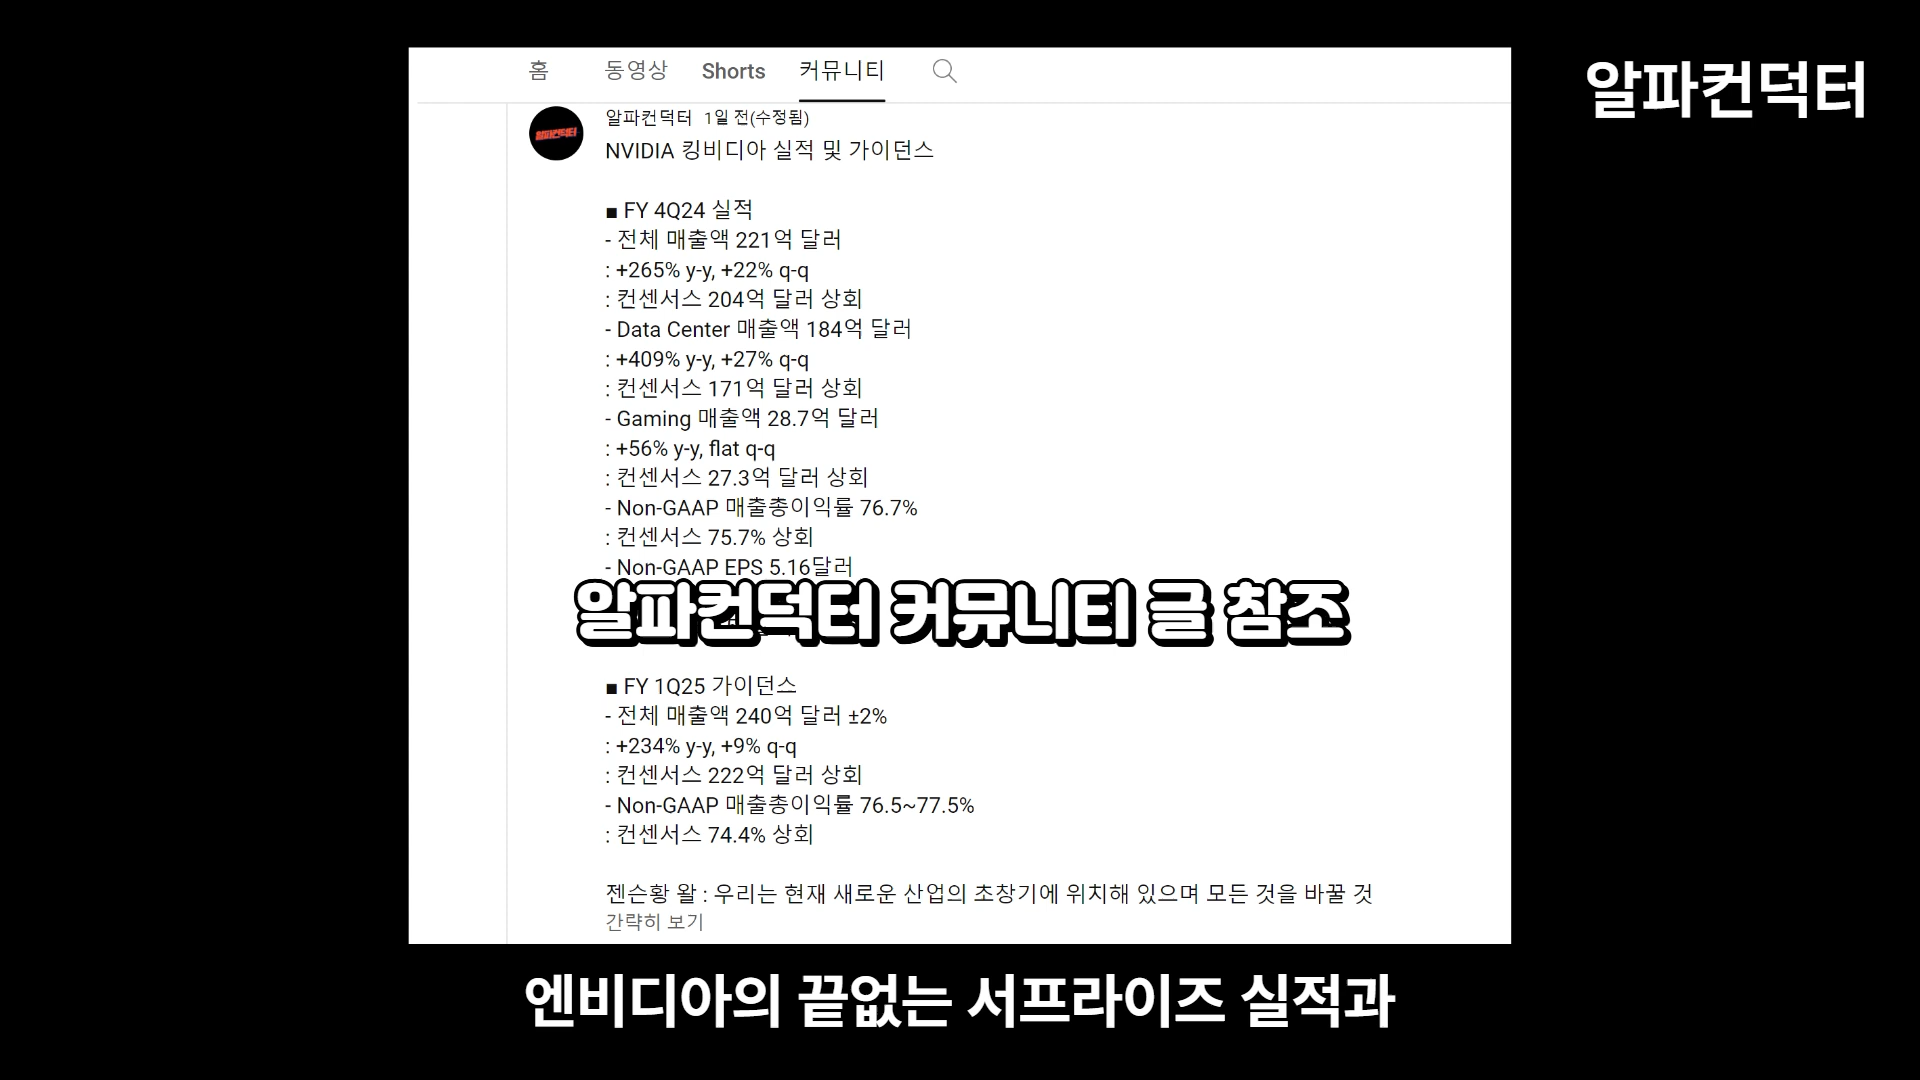 홈 동영상 Shorts 커뮤니티
알파컨덕터
알파컨덕터 1일 전(수정됨)
알파컨덕터
NVIDIA 킹비디아 실적 및 가이던스
■ FY 4Q24 실적
- 전체 매출액 221억 달러
: +265% y-y, +22% q-q
: 컨센서스 204억 달러 상회
- Data Center 매출액 184억 달러
: +409% y-y, +27% q-q
: 컨센서스 171억 달러 상회
- Gaming 매출액 28.7억 달러
: +56% y-y, flat q-q
: 컨센서스 27.3억 달러 상회
- Non-GAAP 매출총이익률 76.7%
: 컨센서스 75.7% 상회
- Non-GAAP EPS 5.16달러
알파컨덕터 커뮤니티 글 참조
■ FY 1Q25 가이던스
- 전체 매출액 240억 달러 ±2%
: +234% y-y, +9% q-q
: 컨센서스 222억 달러 상회
- Non-GAAP 매출총이익률 76.5~77.5%
: 컨센서스 74.4% 상회
젠슨황 왈 : 우리는 현재 새로운 산업의 초창기에 위치해 있으며 모든 것을 바꿀 것
간략히 보기
엔비디아의 끝없는 서프라이즈 실적과